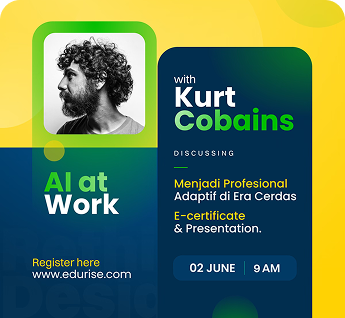 with
Kurt
Cobains
DISCUSSING
Menjadi Profesional
Adaptif di Era Cerdas
E-certificate
& Presentation.
02 JUNE | 9 AM
AI at
Work
Register here
www.edurise.com